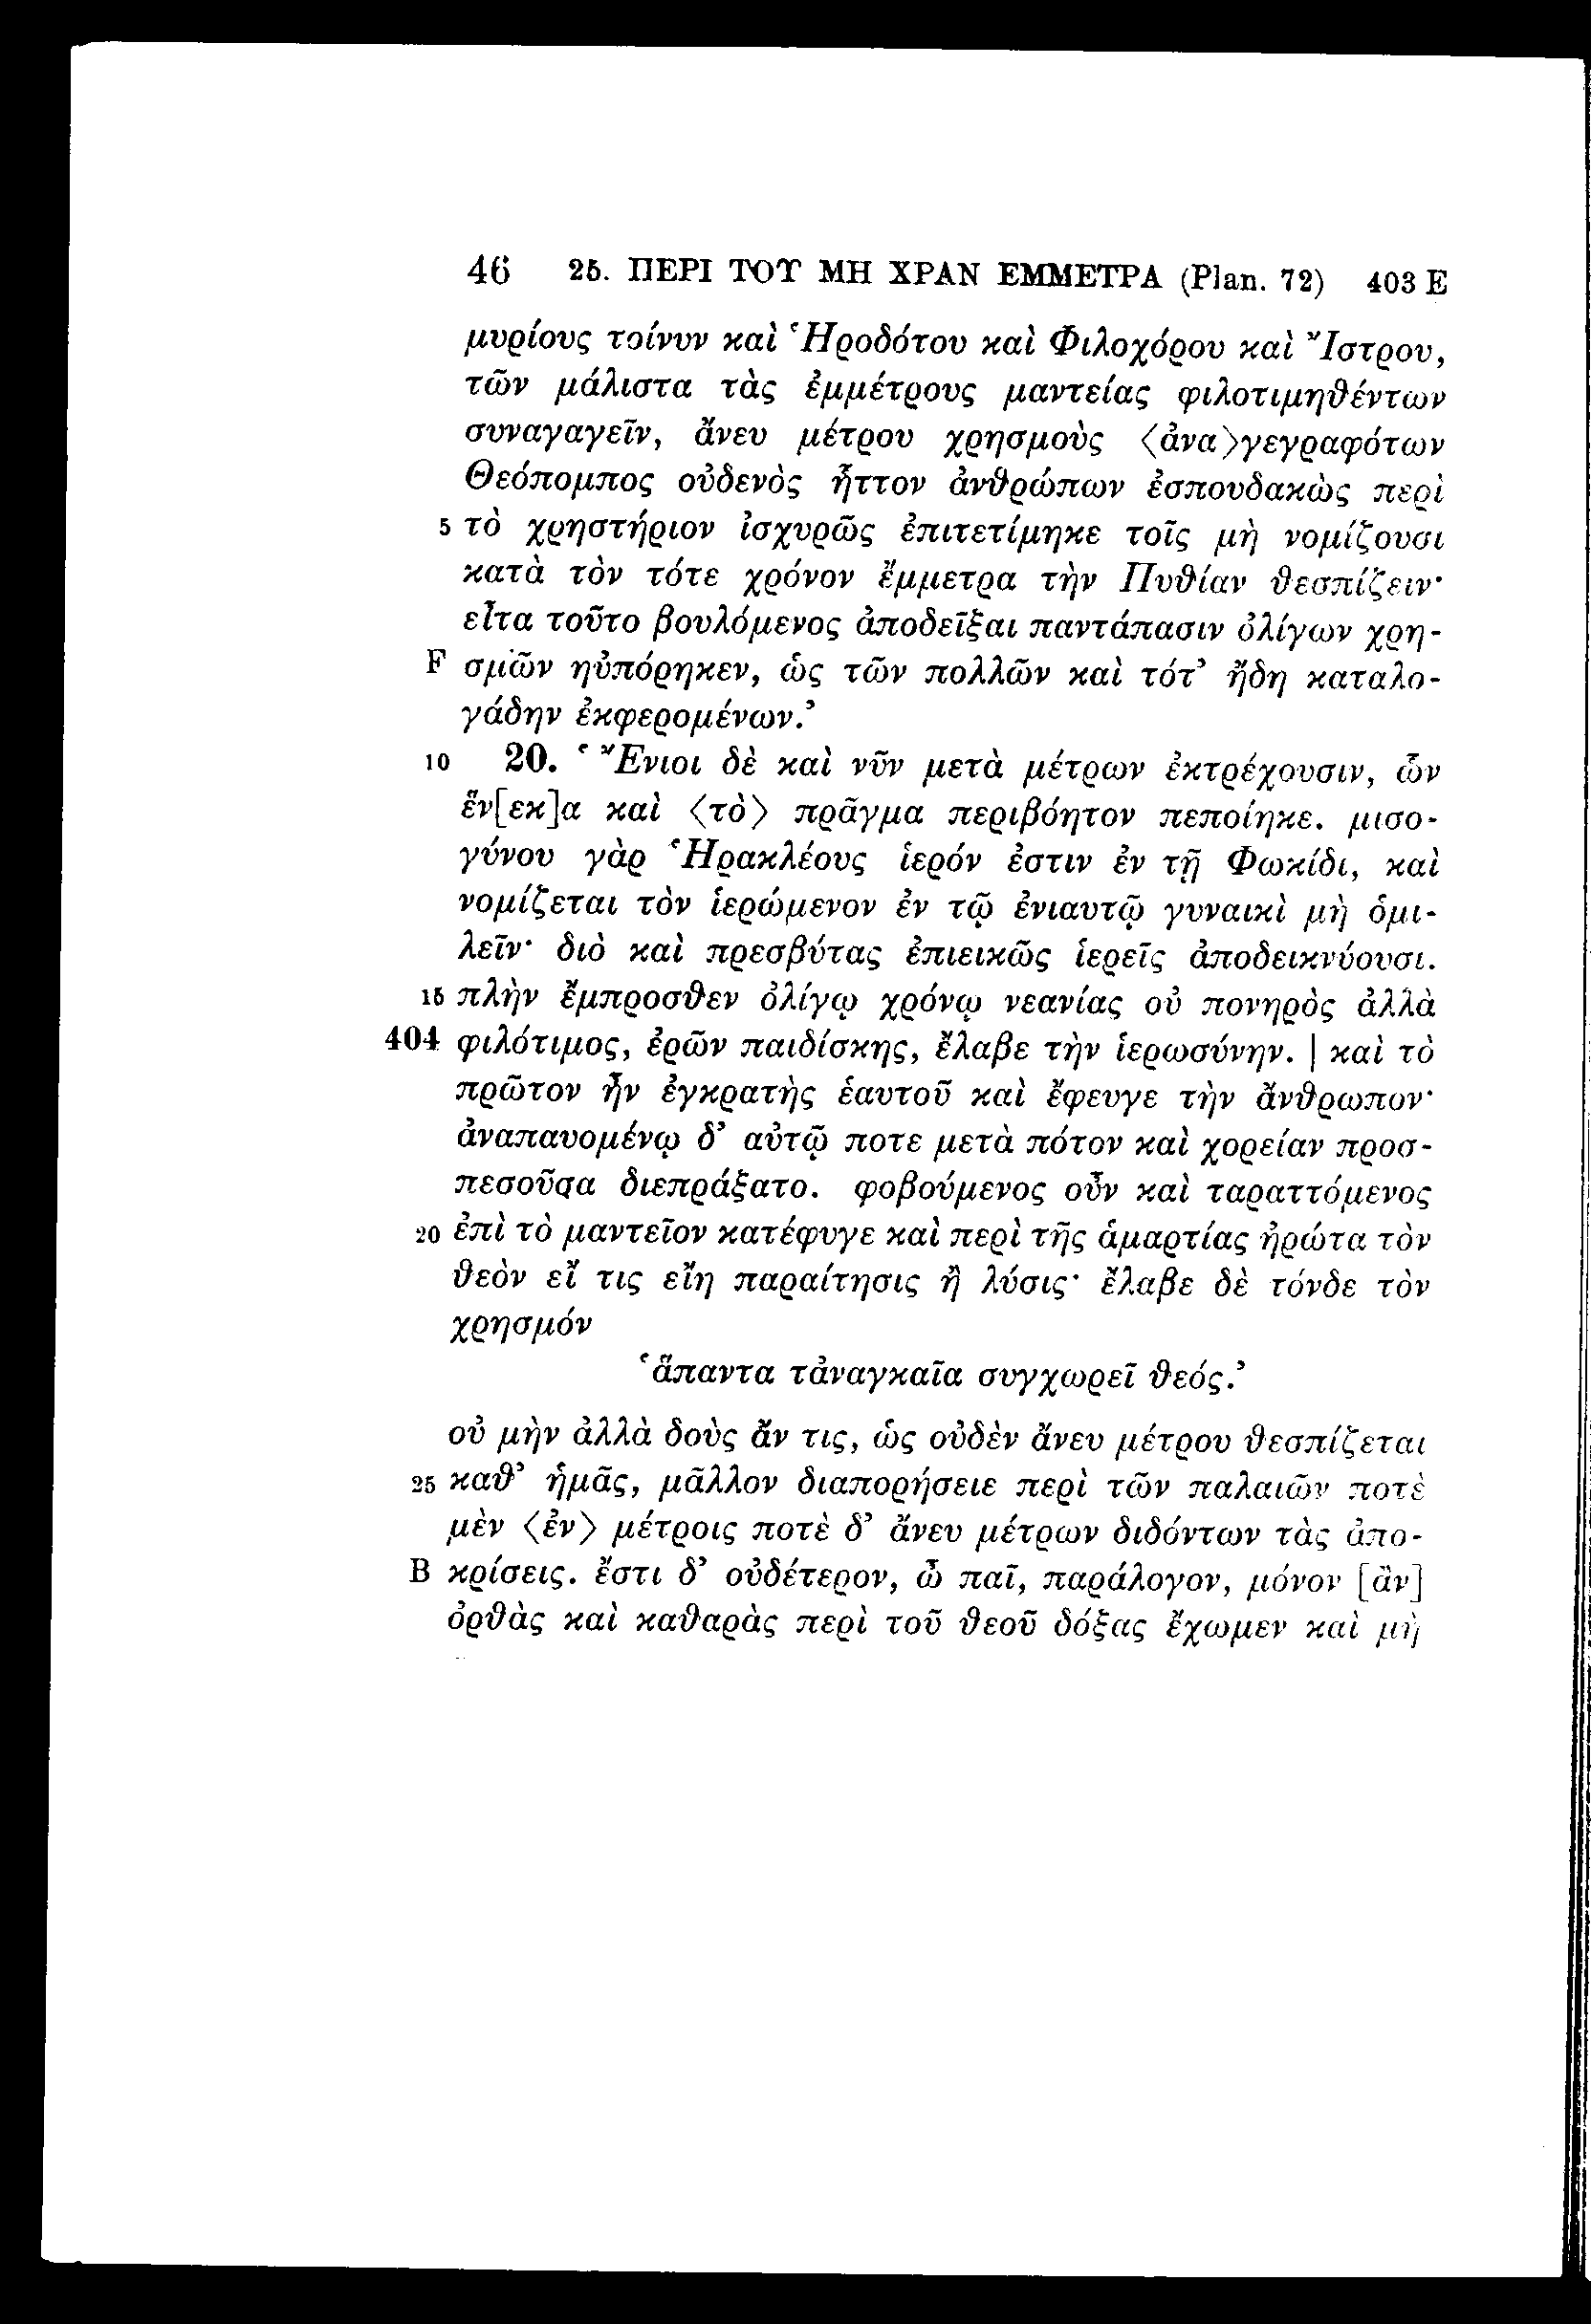 46 25. ΠΕΡΙ ΤΟΥ ΜΗ ΧΡΑΝ ΕΜΜΕΤΡΑ (Plan. 72) 403 E
μυρίους τοίνυν καὶ Ἡροδότου καὶ Φιλοχόρου καὶ Ἴστρου,
τῶν μάλιστα τὰς ἐμμέτρους μαντείας φιλοτιμηθέντων
συναγαγεῖν, ἄνευ μέτρου χρησμοὺς ⟨ἀνα⟩γεγραφότων
Θεόπομπος οὐδενὸς ἧττον ἀνθρώπων ἐσπουδακὼς περὶ
5 τὸ χρηστήριον ἰσχυρῶς ἐπιτετίμηκε τοῖς μὴ νομίζουσι
κατὰ τὸν τότε χρόνον ἔμμετρα τὴν Πυθίαν θεσπίζειν·
εἶτα τοῦτο βουλόμενος ἀποδεῖξαι παντάπασιν ὀλίγων χρη-
F σμῶν ηὐπόρηκεν, ὡς τῶν πολλῶν καὶ τότ’ ἤδη καταλο-
γάδην ἐκφερομένων.’
10 20. ‘ Ἔνιοι δὲ καὶ νῦν μετὰ μέτρων ἐκτρέχουσιν, ὧν
ἕν[εκ]α καὶ ⟨τὸ⟩ πρᾶγμα περιβόητον πεποίηκε. μισο-
γύνου γὰρ Ἡρακλέους ἱερόν ἐστιν ἐν τῇ Φωκίδι, καὶ
νομίζεται τὸν ἱερώμενον ἐν τῷ ἐνιαυτῷ γυναικὶ μὴ ὁμι-
λεῖν· διὸ καὶ πρεσβύτας ἐπιεικῶς ἱερεῖς ἀποδεικνύουσι.
15 πλὴν ἔμπροσθεν ὀλίγῳ χρόνῳ νεανίας οὐ πονηρὸς ἀλλὰ
404 φιλότιμος, ἐρῶν παιδίσκης, ἔλαβε τὴν ἱερωσύνην. | καὶ τὸ
πρῶτον ἦν ἐγκρατὴς ἑαυτοῦ καὶ ἔφευγε τὴν ἄνθρωπον·
ἀναπαυομένῳ δ’ αὐτῷ ποτε μετὰ πότον καὶ χορείαν προσ-
πεσοῦσα διεπράξατο. φοβούμενος οὖν καὶ ταραττόμενος
20 ἐπὶ τὸ μαντεῖον κατέφυγε καὶ περὶ τῆς ἁμαρτίας ἠρώτα τὸν
θεὸν εἴ τις εἴη παραίτησις ἢ λύσις· ἔλαβε δὲ τόνδε τὸν
χρησμόν
‘ἅπαντα τἀναγκαῖα συγχωρεῖ θεός.’
οὐ μὴν ἀλλὰ δοὺς ἄν τις, ὡς οὐδὲν ἄνευ μέτρου θεσπίζεται
25 καθ’ ἡμᾶς, μᾶλλον διαπορήσειε περὶ τῶν παλαιῶν ποτὲ
μὲν ⟨ἐν⟩ μέτροις ποτὲ δ’ ἄνευ μέτρων διδόντων τὰς ἀπο-
B κρίσεις. ἔστι δ’ οὐδέτερον, ὦ παῖ, παράλογον, μόνον [ἂν]
ὀρθὰς καὶ καθαρὰς περὶ τοῦ θεοῦ δόξας ἔχωμεν καὶ μὴ